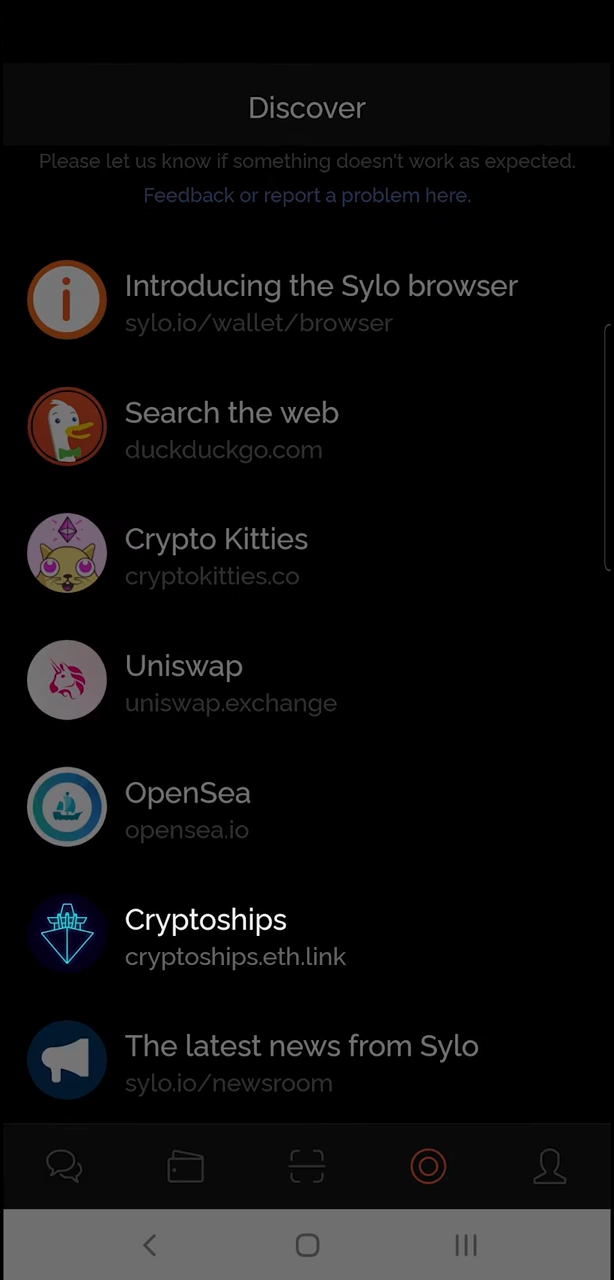 Discover
Please let us know if something doesn't work as expected.
Feedback or report a problem here.
Introducing the Sylo browser
sylo.io/wallet/browser
Search the web
duckduckgo.com
Crypto Kitties
cryptokitties.co
Uniswap
uniswap.exchange
OpenSea
opensea.io
Cryptoships
cryptoships.eth.link
The latest news from Sylo
sylo.io/newsroom